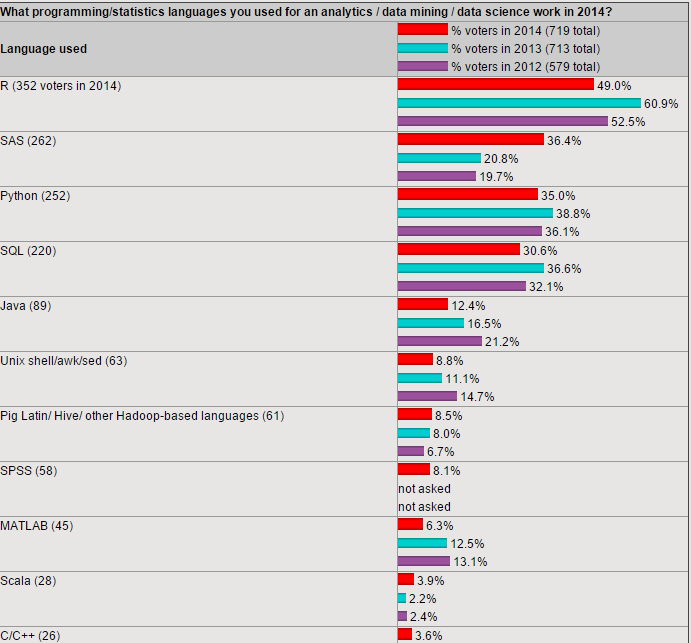 What programming/statistics languages you used for an analytics / data mining / data science work in 2014?
Language used
% voters in 2014 (719 total)
% voters in 2013 (713 total)
% voters in 2012 (579 total)
R (352 voters in 2014)
49.0%
60.9%
52.5%
SAS (262)
36.4%
20.8%
19.7%
Python (252)
35.0%
38.8%
36.1%
SQL (220)
30.6%
36.6%
32.1%
Java (89)
12.4%
16.5%
21.2%
Unix shell/awk/sed (63)
8.8%
11.1%
14.7%
Pig Latin/ Hive/ other Hadoop-based languages (61)
8.5%
8.0%
6.7%
SPSS (58)
8.1%
not asked
not asked
MATLAB (45)
6.3%
12.5%
13.1%
Scala (28)
3.9%
2.2%
2.4%
C/C++ (26)
3.6%